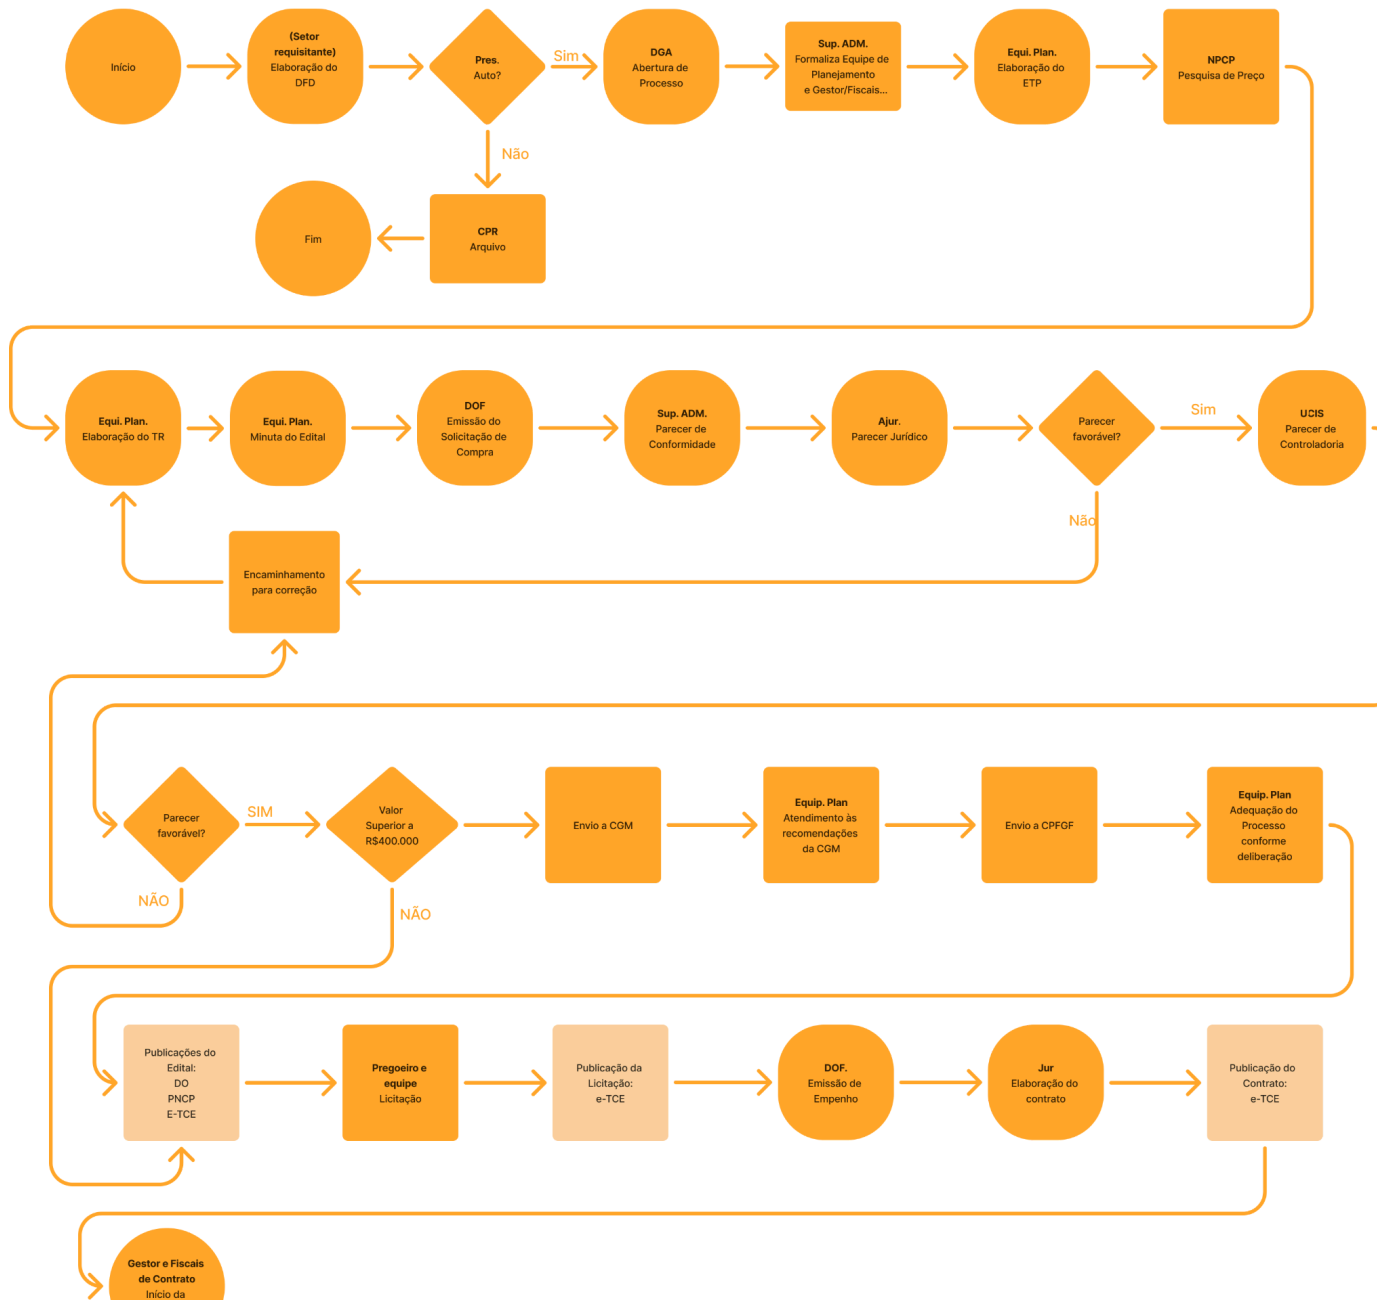 Início
(Setor
requisitante)
Elaboração do
DFD
Pres.
Auto?
Sim
DGA
Abertura de
Processo
Sup. ADM.
Formaliza Equipe de
Planejamento
e Gestor/Fiscais...
Equi. Plan.
Elaboração do
ETP
NPCP
Pesquisa de Preço
Não
CPR
Arquivo
Fim
Equi. Plan.
Elaboração do TR
Equi. Plan.
Minuta do Edital
DOF
Emissão do
Solicitação de
Compra
Sup. ADM.
Parecer de
Conformidade
Ajur.
Parecer Jurídico
Parecer
favorável?
Sim
UCIS
Parecer de
Controladoria
Não
Encaminhamento
para correção
Parecer
favorável?
SIM
Valor
Superior a
R$400.000
Envio a CGM
Equip. Plan
Atendimento às
recomendações
da CGM
Envio a CPFGF
Equip. Plan
Adequação do
Processo
conforme
deliberação
NÃO
NÃO
Publicações do
Edital:
DO
PNCP
E-TCE
Pregoeiro e
equipe
Licitação
Publicação da
Licitação:
e-TCE
DOF.
Emissão de
Empenho
Jur
Elaboração do
contrato
Publicação do
Contrato:
e-TCE
Gestor e Fiscais
de Contrato
Início da